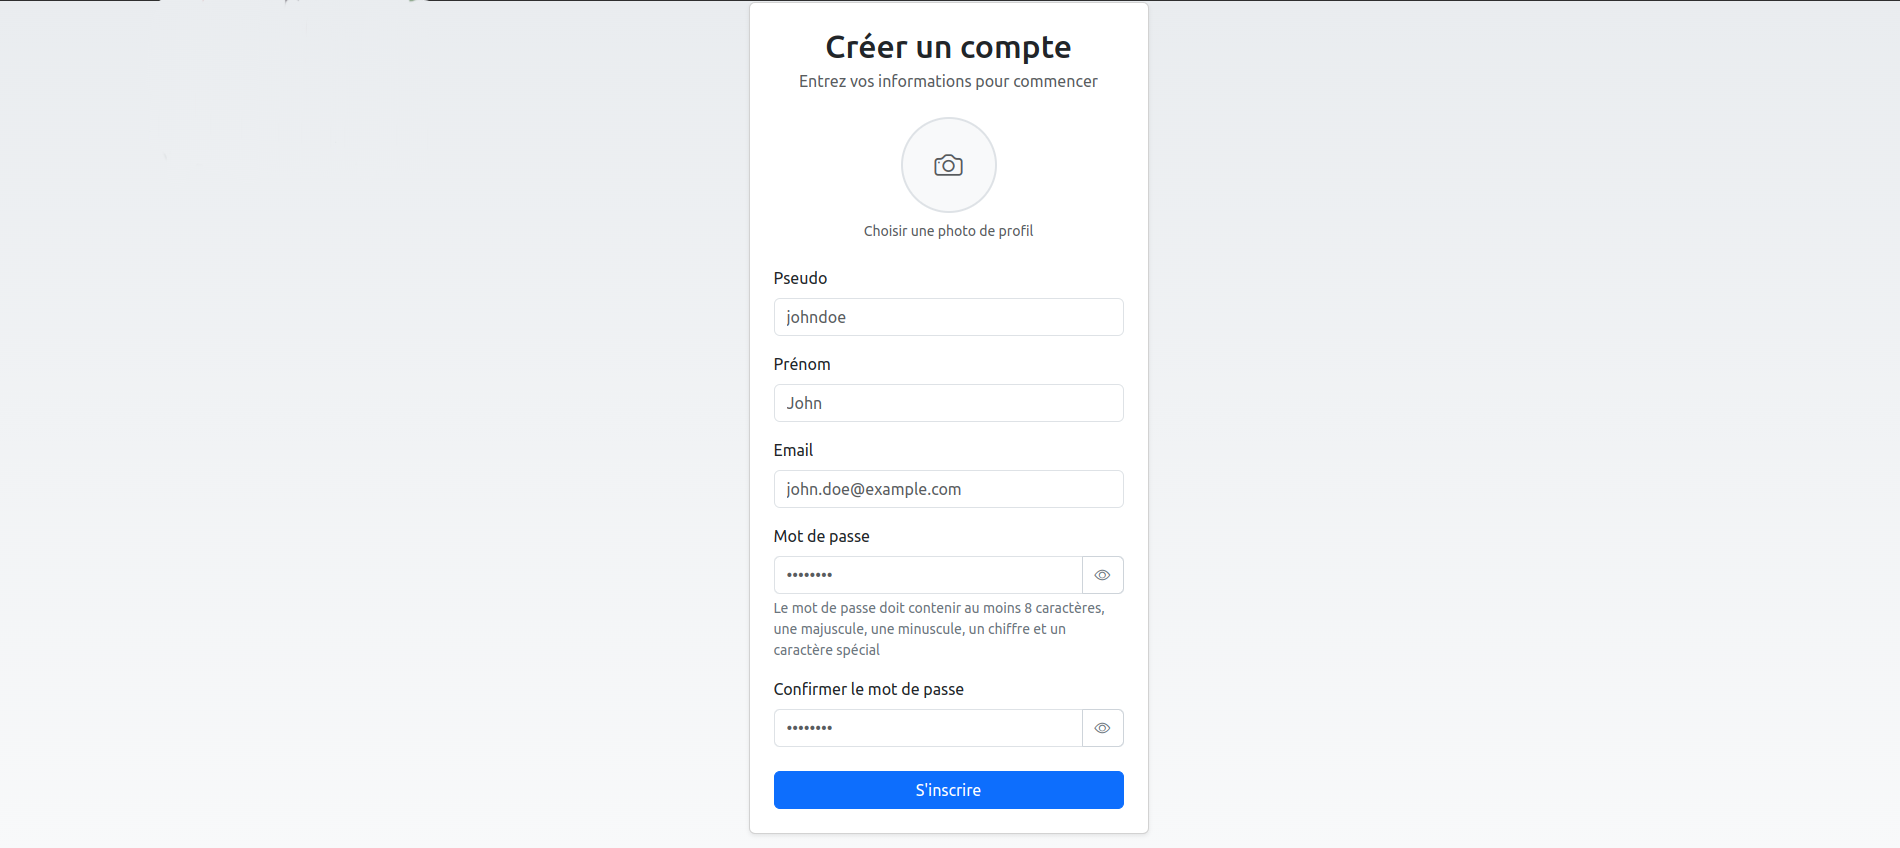 Créer un compte
Entrez vos informations pour commencer
Choisir une photo de profil
Pseudo
johndoe
Prénom
John
Email
john.doe@example.com
Mot de passe
••••••••
Le mot de passe doit contenir au moins 8 caractères,
une majuscule, une minuscule, un chiffre et un
caractère spécial
Confirmer le mot de passe
••••••••
S'inscrire